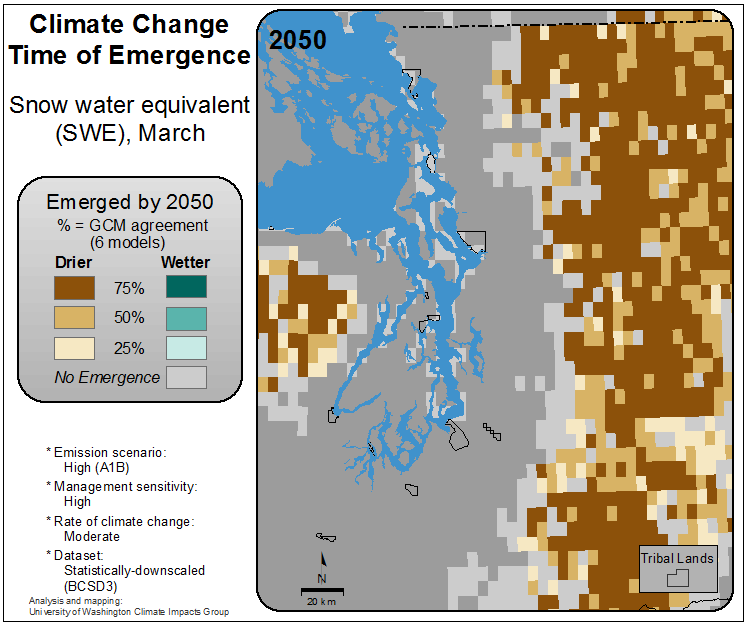 Climate Change
Time of Emergence
Snow water equivalent
(SWE), March
Emerged by 2050
% = GCM agreement
(6 models)
Drier Wetter
75%
50%
25%
No Emergence
* Emission scenario:
High (A1B)
* Management sensitivity:
High
* Rate of climate change:
Moderate
* Dataset:
Statistically-downscaled
(BCSD3)
Analysis and mapping:
University of Washington Climate Impacts Group
2050
N
20 km
Tribal Lands